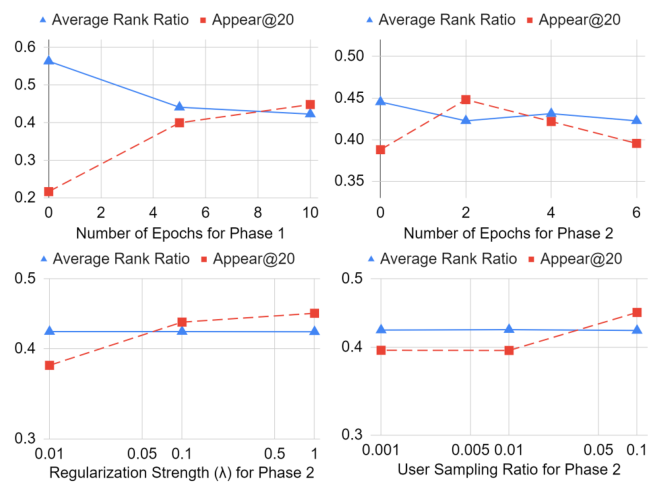 Average Rank Ratio Appear@20
0.6
0.5
0.4
0.3
0.2
0 2 4 6 8 10
Number of Epochs for Phase 1
Average Rank Ratio Appear@20
0.50
0.45
0.40
0.35
0 2 4 6
Number of Epochs for Phase 2
Average Rank Ratio Appear@20
0.5
0.4
0.3
0.01 0.05 0.1 0.5 1
Regularization Strength (λ) for Phase 2
Average Rank Ratio Appear@20
0.5
0.4
0.3
0.001 0.005 0.01 0.05 0.1
User Sampling Ratio for Phase 2